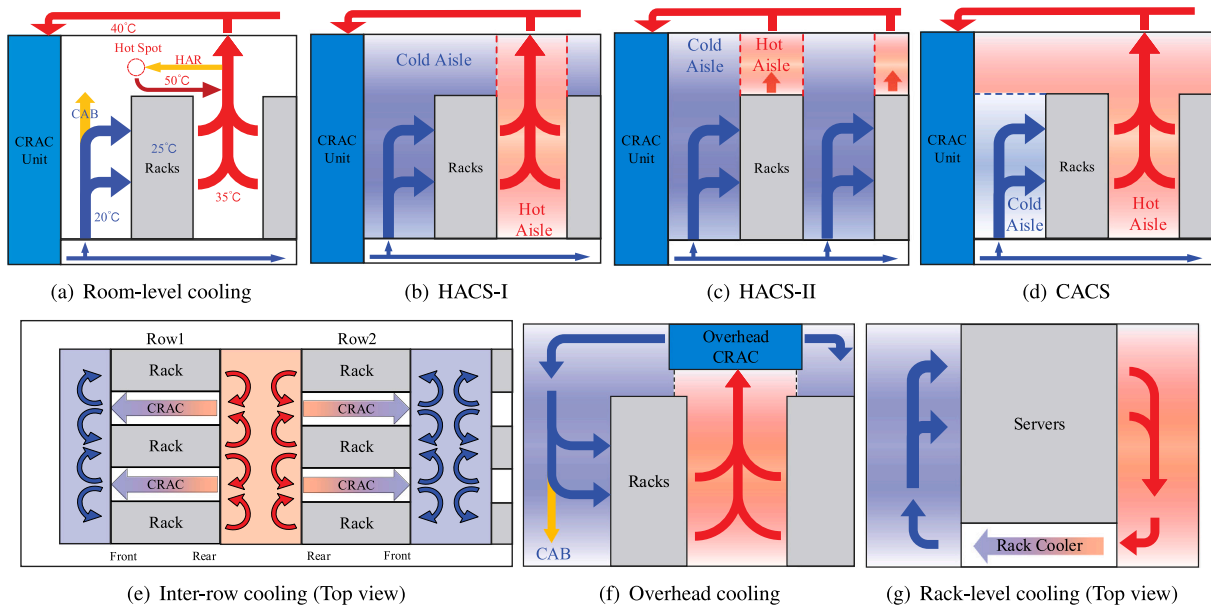 40℃
Hot Spot
HAR
50℃
CAB
CRAC
Unit
25℃
Racks
20℃
35℃
(a) Room-level cooling
Cold Aisle
CRAC
Unit
Racks
Hot
Aisle
(b) HACS-I
Cold
Aisle
Hot
Aisle
CRAC
Unit
Racks
(c) HACS-II
CRAC
Unit
Racks
Cold
Aisle
Hot
Aisle
(d) CACS
Row1
Row2
Rack
Rack
CRAC
CRAC
Rack
Rack
CRAC
CRAC
Rack
Rack
Front
Rear
Rear
Front
(e) Inter-row cooling (Top view)
Overhead
CRAC
Racks
CAB
(f) Overhead cooling
Servers
Rack Cooler
(g) Rack-level cooling (Top view)